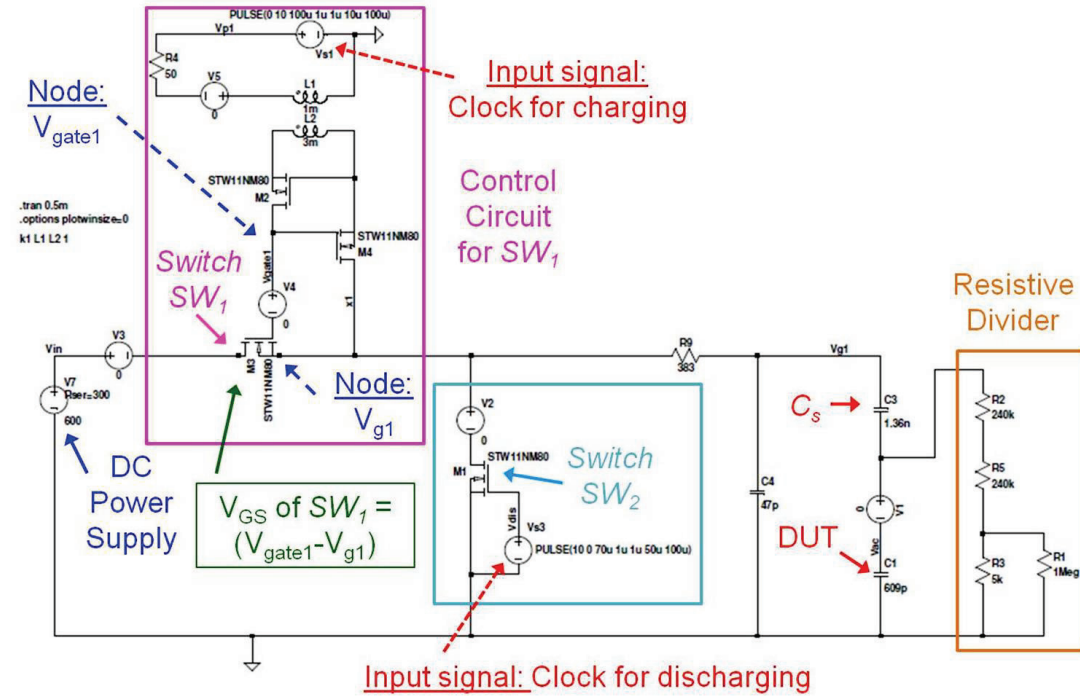 PULSE(0 10 100u 1u 1u 10u 100u)
Vp1
Vs1
R4
50
V5
0
L1
1m
L2
3m
Input signal:
Clock for charging
Node:
Vgate1
STW11NM80
M2
STW11NM80
M4
Control
Circuit
for SW1
.tran 0.5m
.options plotwinsize=0
k1 L1 L2 1
Switch
SW1
Vgate1
V4
0
x1
Vin
V3
0
M3
STW11NM80
Node:
Vg1
V7
Rser=300
600
DC
Power
Supply
VGS of SW1 =
(Vgate1-Vg1)
V2
0
STW11NM80
M1
Switch
SW2
Vdis
Vs3
PULSE(10 0 70u 1u 1u 50u 100u)
R9
383
Vg1
C4
47p
Cs
C3
1.36n
0
V1
Vac
DUT
C1
609p
Resistive
Divider
R2
240k
R5
240k
R3
5k
R1
1Meg
Input signal: Clock for discharging